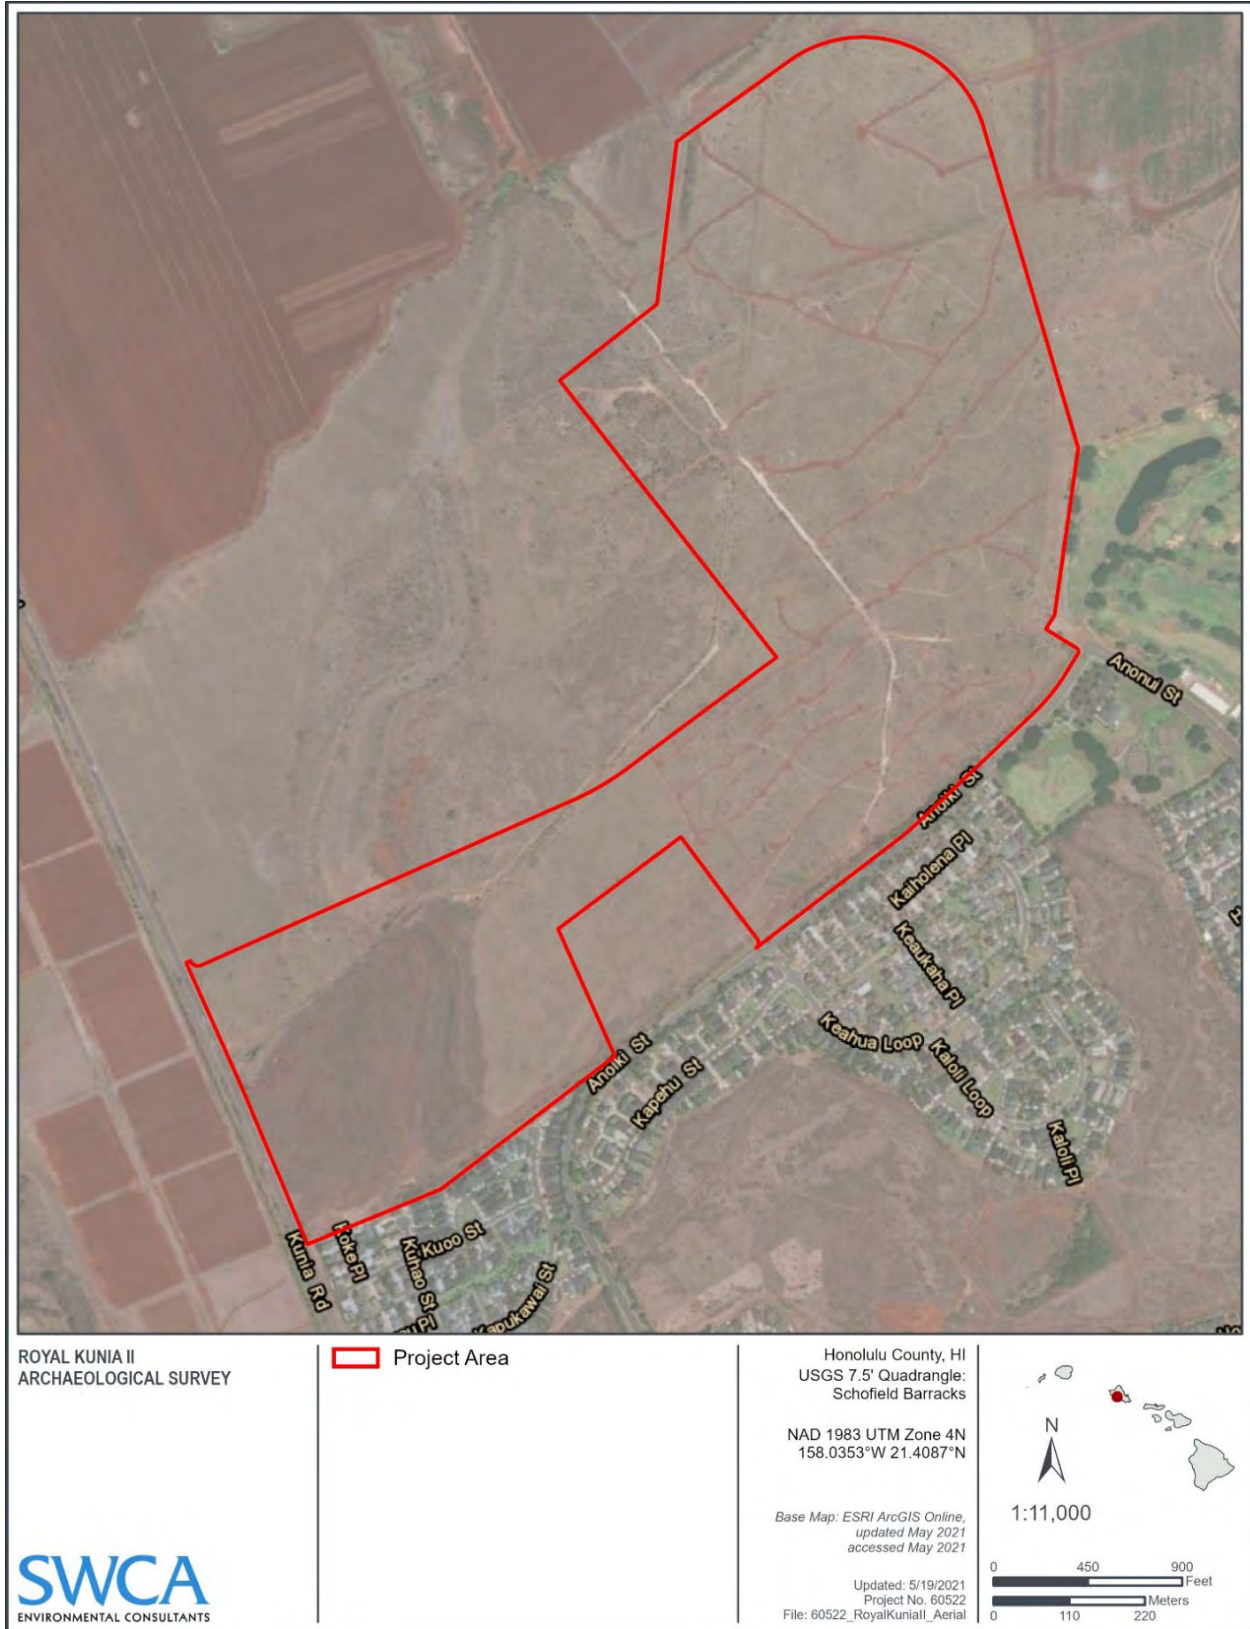 Anonui St
Anoiki St
Kaiholena Pl
Keaukaha Pl
Keahua Loop
Kaloli Loop
Kaloli Pl
Anoiki St
Kapehu St
Kuoo St
Kuhao St
Koke Pl
Kunia Rd
Kapukawai St
Pl
ROYAL KUNIA II
ARCHAEOLOGICAL SURVEY
Project Area
Honolulu County, HI
USGS 7.5' Quadrangle:
Schofield Barracks
NAD 1983 UTM Zone 4N
158.0353°W 21.4087°N
Base Map: ESRI ArcGIS Online,
updated May 2021
accessed May 2021
Updated: 5/19/2021
Project No. 60522
File: 60522_RoyalKuniaII_Aerial
N
1:11,000
0 450 900
Feet
Meters
0 110 220
SWCA
ENVIRONMENTAL CONSULTANTS